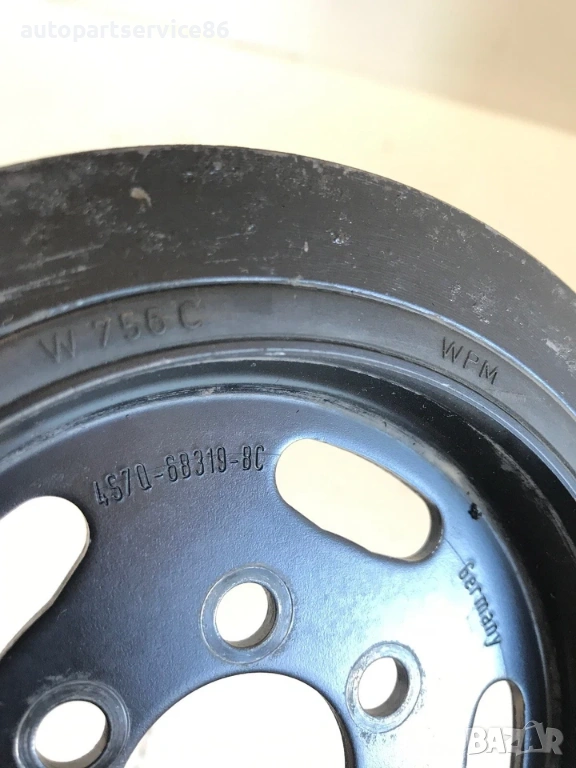 autopartservice86
W 756 C
WPM
4S7Q-6B319-BC
Germany
BAZAR